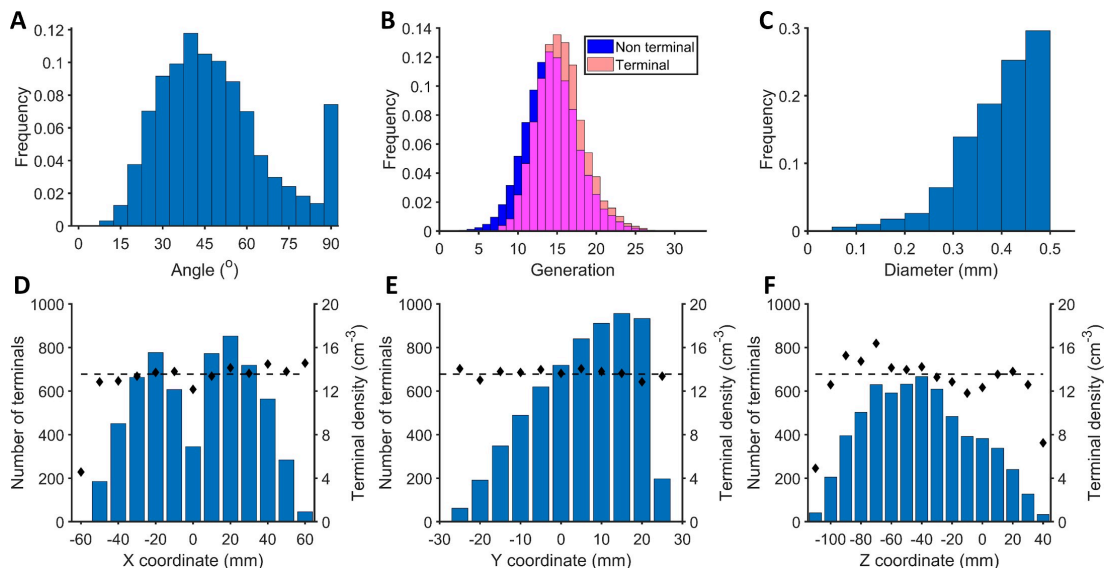 A
0.12
0.1
0.08
0.06
0.04
0.02
0
Frequency
0 15 30 45 60 75 90
Angle (o)
B
0.14
0.12
0.10
0.08
0.06
0.04
0.02
0.00
Frequency
Non terminal
Terminal
0 5 10 15 20 25 30
Generation
C
0.3
0.2
0.1
0
Frequency
0 0.1 0.2 0.3 0.4 0.5
Diameter (mm)
D
1000
800
600
400
200
0
Number of terminals
20
16
12
8
4
0
Terminal density (cm-3)
-60 -40 -20 0 20 40 60
X coordinate (mm)
E
1000
800
600
400
200
0
Number of terminals
20
16
12
8
4
0
Terminal density (cm-3)
-30 -20 -10 0 10 20 30
Y coordinate (mm)
F
1000
800
600
400
200
0
Number of terminals
20
16
12
8
4
0
Terminal density (cm-3)
-100 -80 -60 -40 -20 0 20 40
Z coordinate (mm)